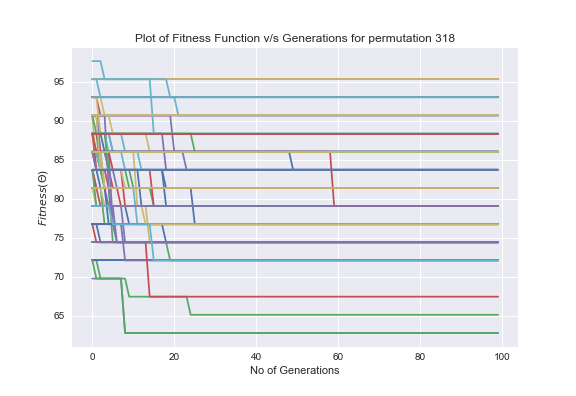 Plot of Fitness Function v/s Generations for permutation 318
95
90
85
80
75
70
65
Fitness(Θ)
0 20 40 60 80 100
No of Generations